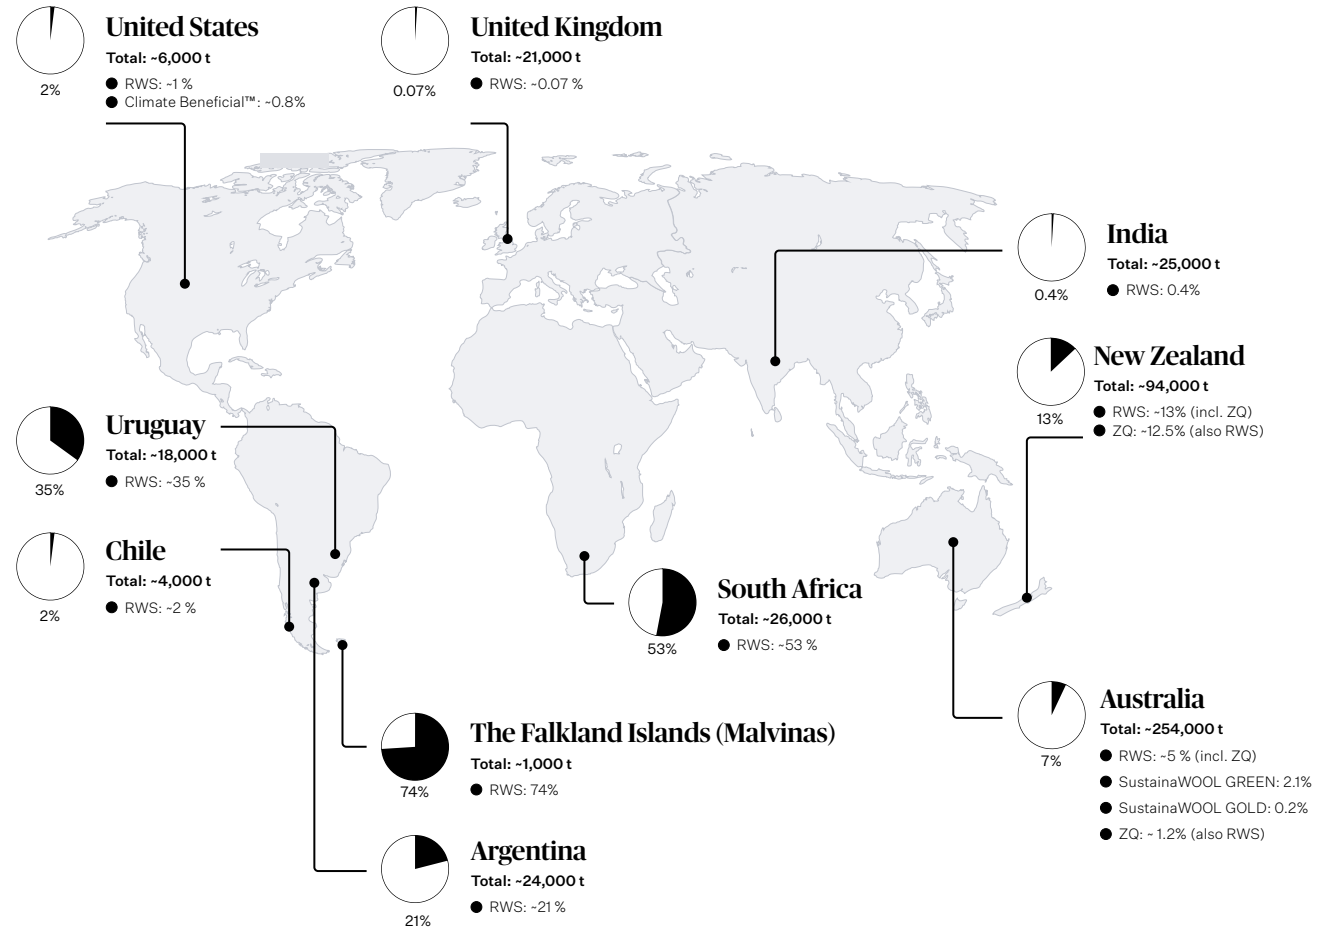 United States
Total: ~6,000 t
RWS: ~1 %
Climate Beneficial™: ~0.8%
2%
United Kingdom
Total: ~21,000 t
RWS: ~0.07 %
0.07%
India
Total: ~25,000 t
RWS: 0.4%
0.4%
New Zealand
Total: ~94,000 t
RWS: ~13% (incl. ZQ)
ZQ: ~12.5% (also RWS)
13%
Uruguay
Total: ~18,000 t
RWS: ~35 %
35%
Chile
Total: ~4,000 t
RWS: ~2 %
2%
South Africa
Total: ~26,000 t
RWS: ~53 %
53%
The Falkland Islands (Malvinas)
Total: ~1,000 t
RWS: 74%
74%
Australia
Total: ~254,000 t
RWS: ~5 % (incl. ZQ)
SustainaWOOL GREEN: 2.1%
SustainaWOOL GOLD: 0.2%
ZQ: ~ 1.2% (also RWS)
7%
Argentina
Total: ~24,000 t
RWS: ~21 %
21%